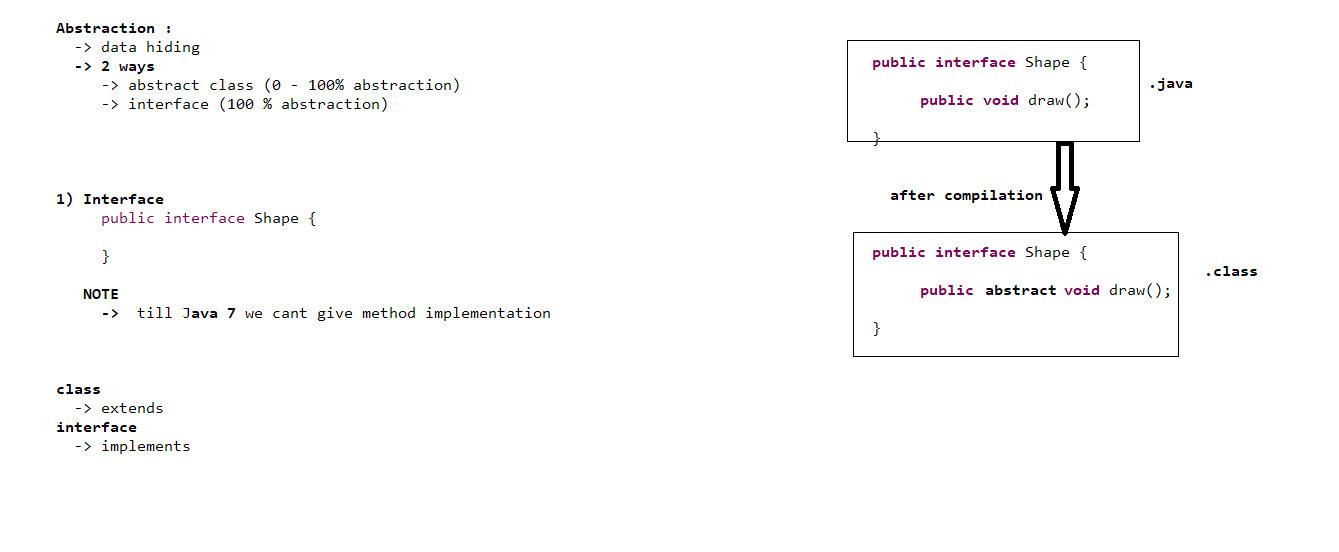 Abstraction :
-> data hiding
-> 2 ways
-> abstract class (0 - 100% abstraction)
-> interface (100 % abstraction)
1) Interface
public interface Shape {
}
NOTE
-> till Java 7 we cant give method implementation
class
-> extends
interface
-> implements
public interface Shape {
public void draw();
}
.java
after compilation
public interface Shape {
public abstract void draw();
}
.class